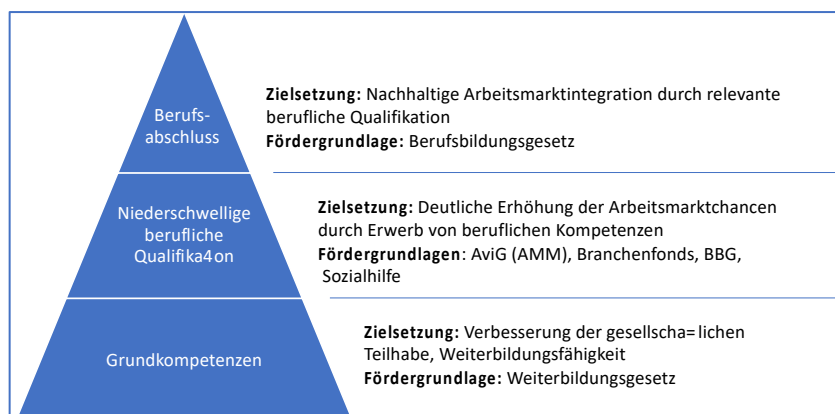 Berufs-
abschluss
Zielsetzung: Nachhaltige Arbeitsmarktintegration durch relevante
berufliche Qualifikation
Fördergrundlage: Berufsbildungsgesetz
Niederschwellige
berufliche
Qualifika4on
Zielsetzung: Deutliche Erhöhung der Arbeitsmarktchancen
durch Erwerb von beruflichen Kompetenzen
Fördergrundlagen: AviG (AMM), Branchenfonds, BBG,
Sozialhilfe
Grundkompetenzen
Zielsetzung: Verbesserung der gesellscha= lichen
Teilhabe, Weiterbildungsfähigkeit
Fördergrundlage: Weiterbildungsgesetz